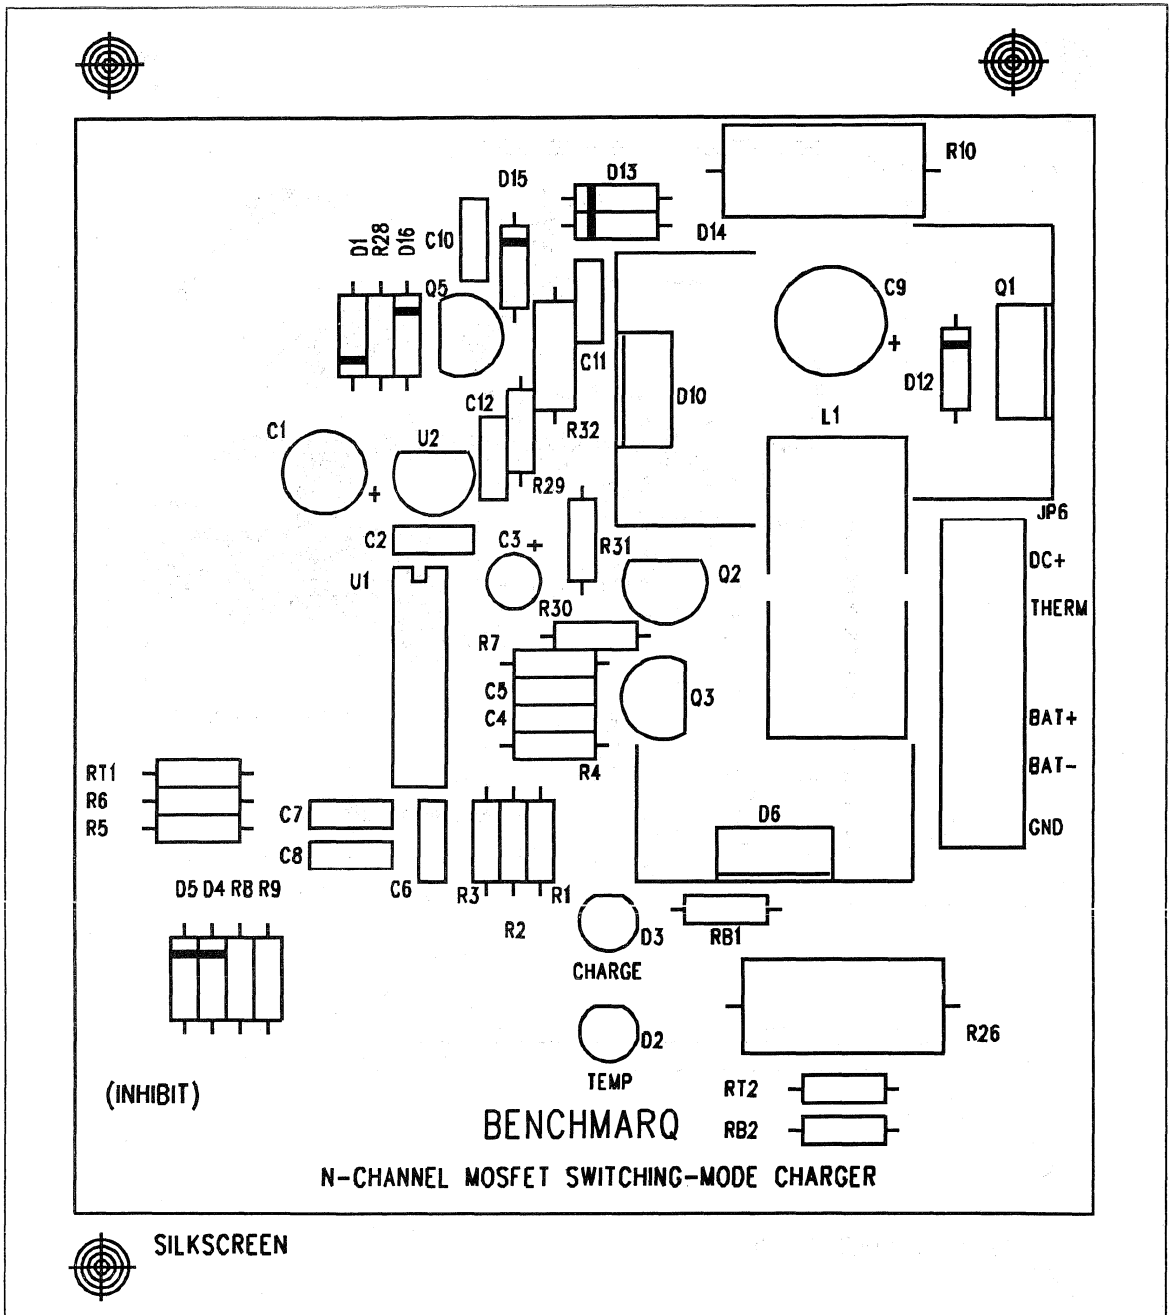 R10
D13
D15
D14
D1
R28
D16
C10
Q5
C9
Q1
C11
D12
D10
C12
L1
R32
C1
U2
R29
JP6
C2
C3
R31
DC+
U1
Q2
R30
THERM
R7
C5
Q3
C4
BAT+
R4
BAT-
RT1
R6
C7
D6
R5
GND
C8
D5 D4 R8 R9
C6
R3
R1
R2
D3
RB1
CHARGE
R26
D2
TEMP
RT2
(INHIBIT)
BENCHMARQ
RB2
N-CHANNEL MOSFET SWITCHING-MODE CHARGER
SILKSCREEN
+
+
+